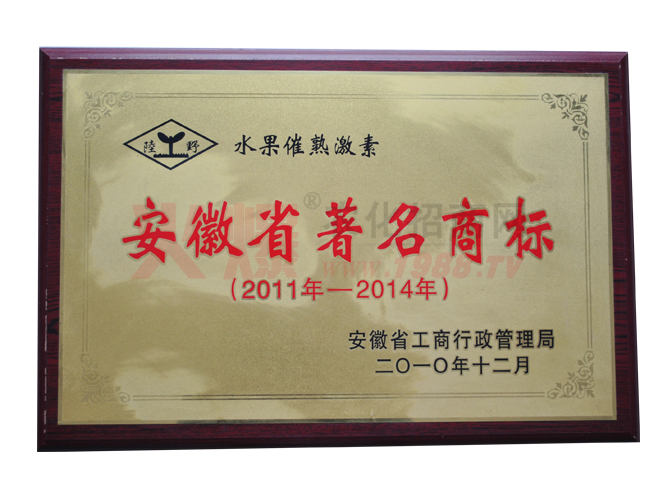 陸 野 水果催熟激素
安徽省著名商标
（2011年—2014年）
安徽省工商行政管理局
二〇一〇年十二月